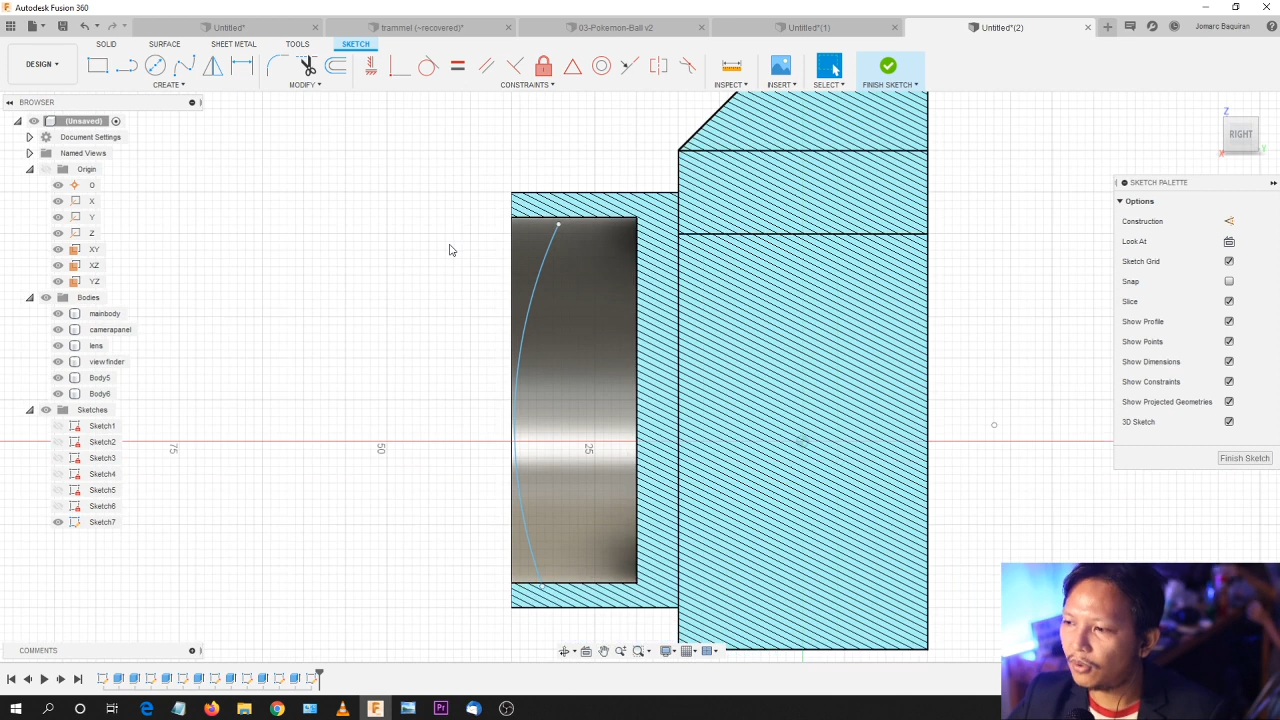 Autodesk Fusion 360
Untitled*
trammel (~recovered)*
03-Pokemon-Ball v2
Untitled*(1)
Untitled*(2)
Jomarc Baquiran
SOLID
SURFACE
SHEET METAL
TOOLS
SKETCH
DESIGN
CREATE
MODIFY
CONSTRAINTS
INSPECT
INSERT
SELECT
FINISH SKETCH
BROWSER
(Unsaved)
Document Settings
Named Views
Origin
O
X
Y
Z
XY
XZ
YZ
Bodies
mainbody
camerapanel
lens
viewfinder
Body5
Body6
Sketches
Sketch1
Sketch2
Sketch3
Sketch4
Sketch5
Sketch6
Sketch7
75
50
25
Z
RIGHT
X
Y
SKETCH PALETTE
Options
Construction
Look At
Sketch Grid
Snap
Slice
Show Profile
Show Points
Show Dimensions
Show Constraints
Show Projected Geometries
3D Sketch
Finish Sketch
COMMENTS